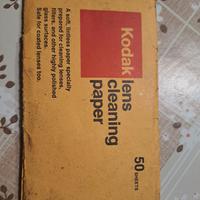 Kodak lens
cleaning
paper
50 SHEETS
A soft, lintless paper specially
prepared for cleaning lenses,
filters, and other highly polished
glass surfaces.
Safe for coated lenses too.